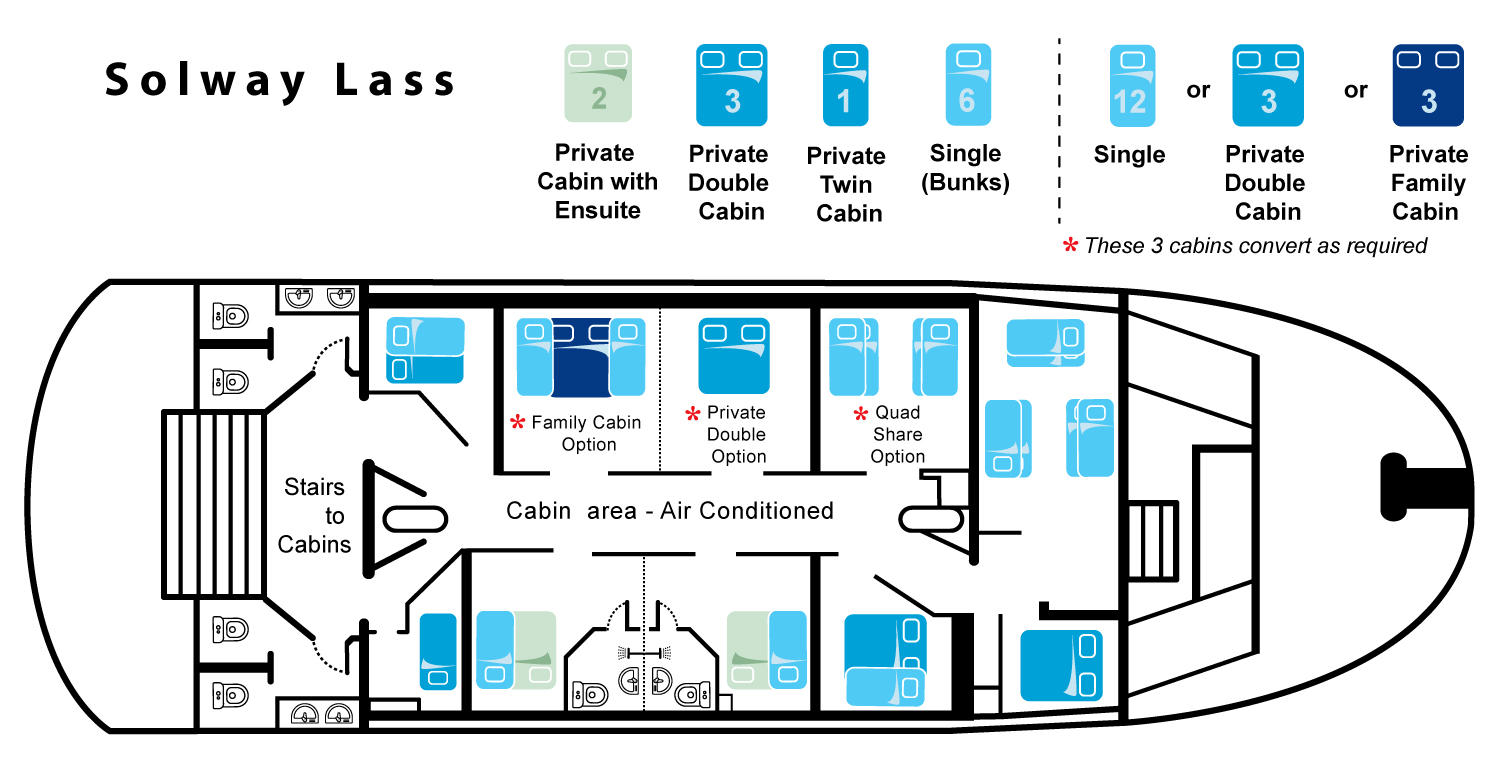 Solway Lass
2
3
1
6
12
or
3
or
3
Private
Cabin with
Ensuite
Private
Double
Cabin
Private
Twin
Cabin
Single
(Bunks)
Single
Private
Double
Cabin
Private
Family
Cabin
* These 3 cabins convert as required
* Family Cabin
Option
* Private
Double
Option
* Quad
Share
Option
Stairs
to
Cabins
Cabin area - Air Conditioned